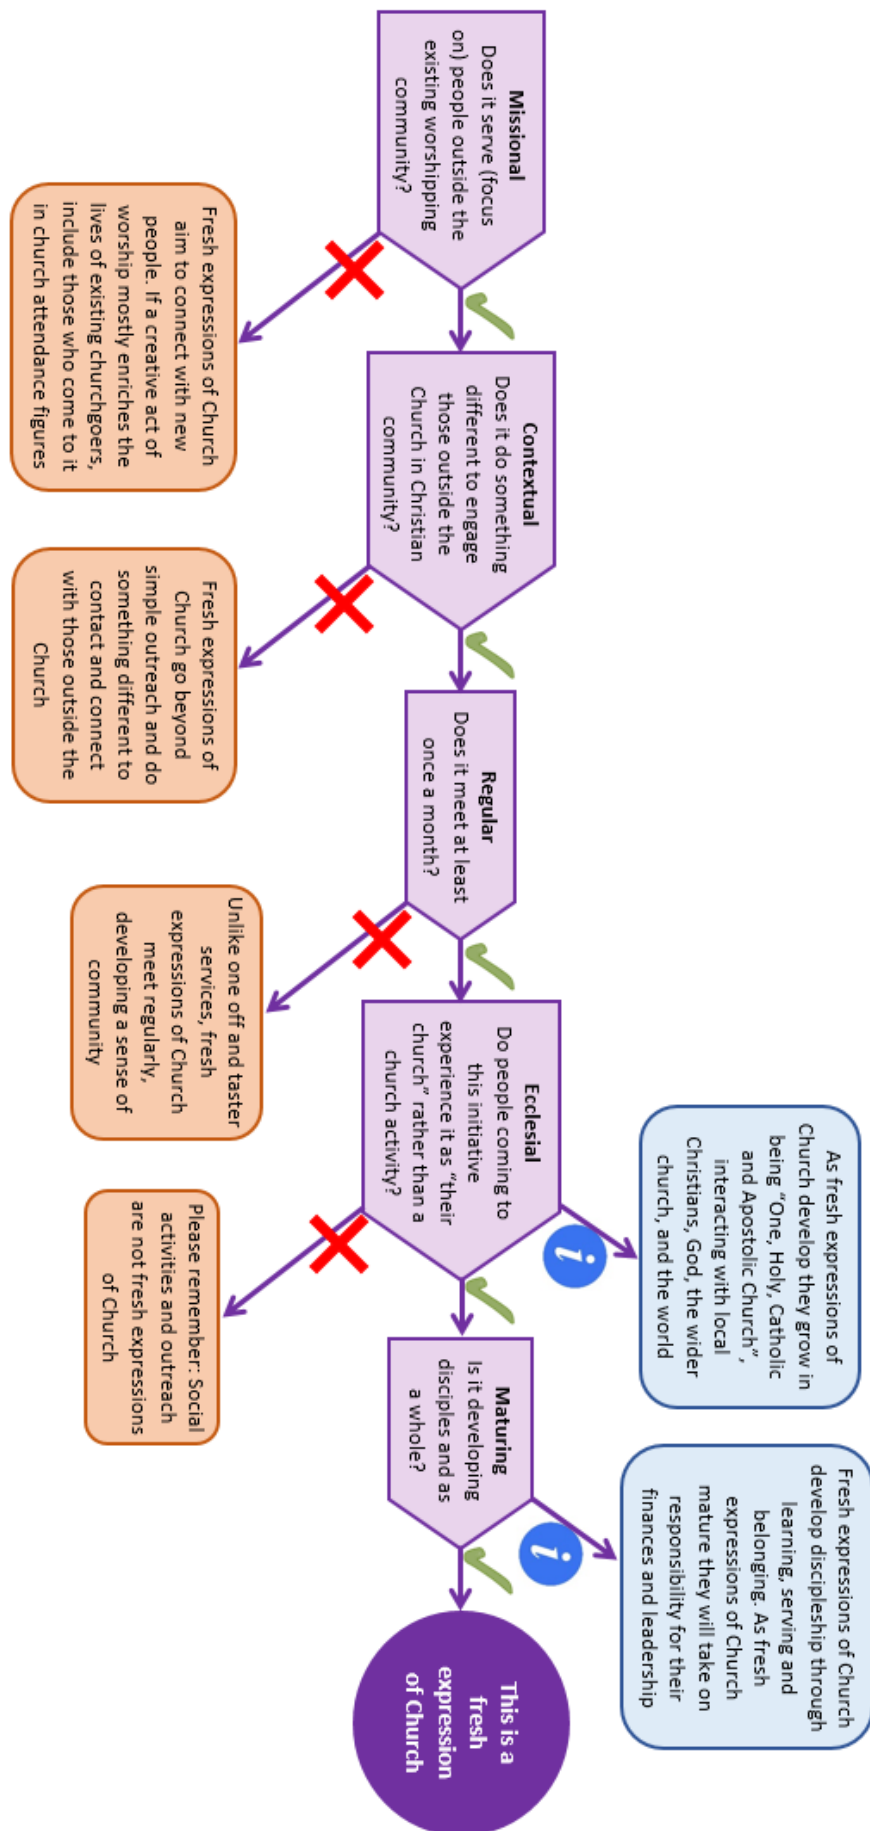 Missional
Does it serve (focus
on) people outside the
existing worshipping
community?
Fresh expressions of Church
aim to connect with new
people. If a creative act of
worship mostly enriches the
lives of existing churchgoers,
include those who come to it
in church attendance figures
Contextual
Does it do something
different to engage
those outside the
Church in Christian
community?
Fresh expressions of
Church go beyond
simple outreach and do
something different to
contact and connect
with those outside the
Church
Regular
Does it meet at least
once a month?
Unlike one off and taster
services, fresh
expressions of Church
meet regularly,
developing a sense of
community
Ecclesial
Do people coming to
this initiative
experience it as “their
church” rather than a
church activity?
As fresh expressions of
Church develop they grow in
being “One, Holy, Catholic
and Apostolic Church”,
interacting with local
Christians, God, the wider
church, and the world
i
Please remember: Social
activities and outreach
are not fresh expressions
of Church
Maturing
Is it developing
disciples and as
a whole?
Fresh expressions of Church
develop discipleship through
learning, serving and
belonging. As fresh
expressions of Church
mature they will take on
responsibility for their
finances and leadership
i
This is a
fresh
expression
of Church